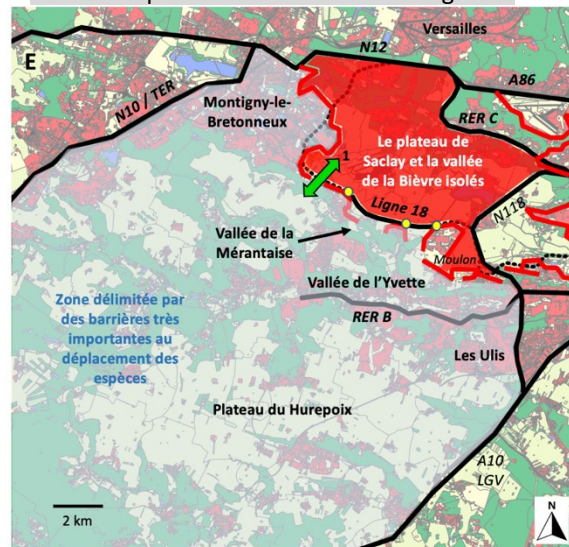 E
Versailles
N12
A86
N10 / TER
Montigny-le-
Bretonneux
RER C
Le plateau de
Saclay et la vallée
de la Bièvre isolés
1
Ligne 18
N118
Vallée de la
Mérantaise
Moulon
Vallée de l'Yvette
RER B
Zone délimitée par
des barrières très
importantes au
déplacement des
espèces
Les Ulis
Plateau du Hurepoix
A10
LGV
2 km
N